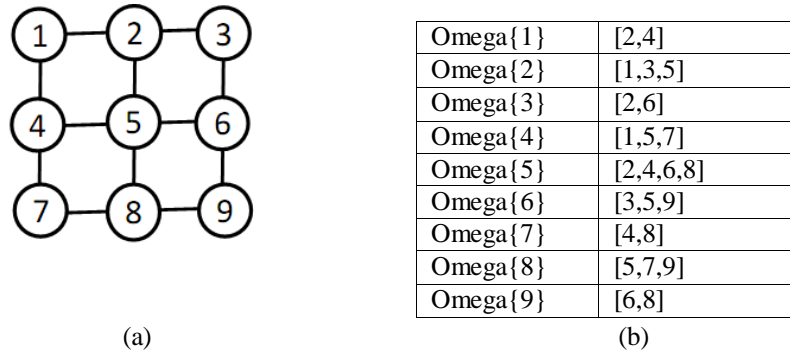 1 2 3
4 5 6
7 8 9
(a)
Omega{1} [2,4]
Omega{2} [1,3,5]
Omega{3} [2,6]
Omega{4} [1,5,7]
Omega{5} [2,4,6,8]
Omega{6} [3,5,9]
Omega{7} [4,8]
Omega{8} [5,7,9]
Omega{9} [6,8]
(b)